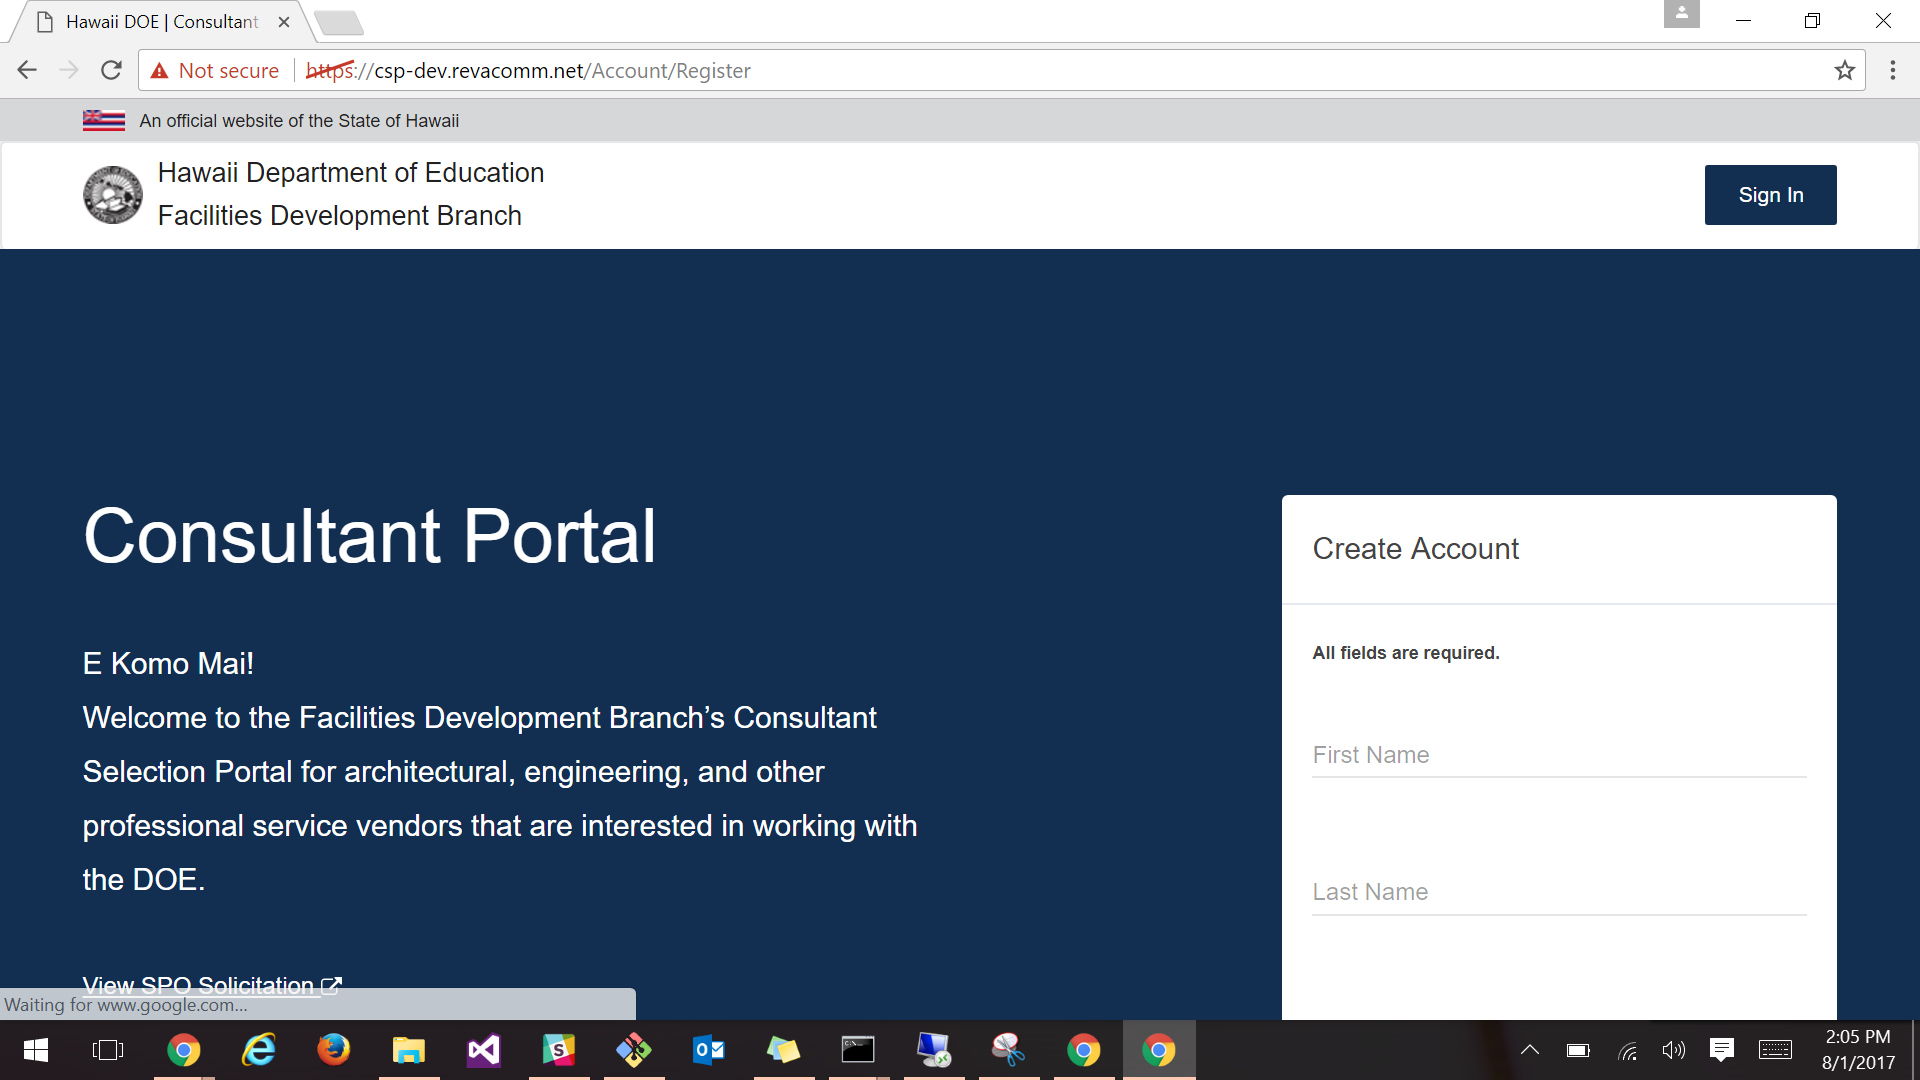 Hawaii DOE | Consultant
Not secure
https://csp-dev.revacomm.net/Account/Register
An official website of the State of Hawaii
Hawaii Department of Education
Facilities Development Branch
Sign In
Consultant Portal
E Komo Mai!
Welcome to the Facilities Development Branch’s Consultant
Selection Portal for architectural, engineering, and other
professional service vendors that are interested in working with
the DOE.
View SPO Solicitation
Create Account
All fields are required.
First Name
Last Name
Waiting for www.google.com...
2:05 PM
8/1/2017